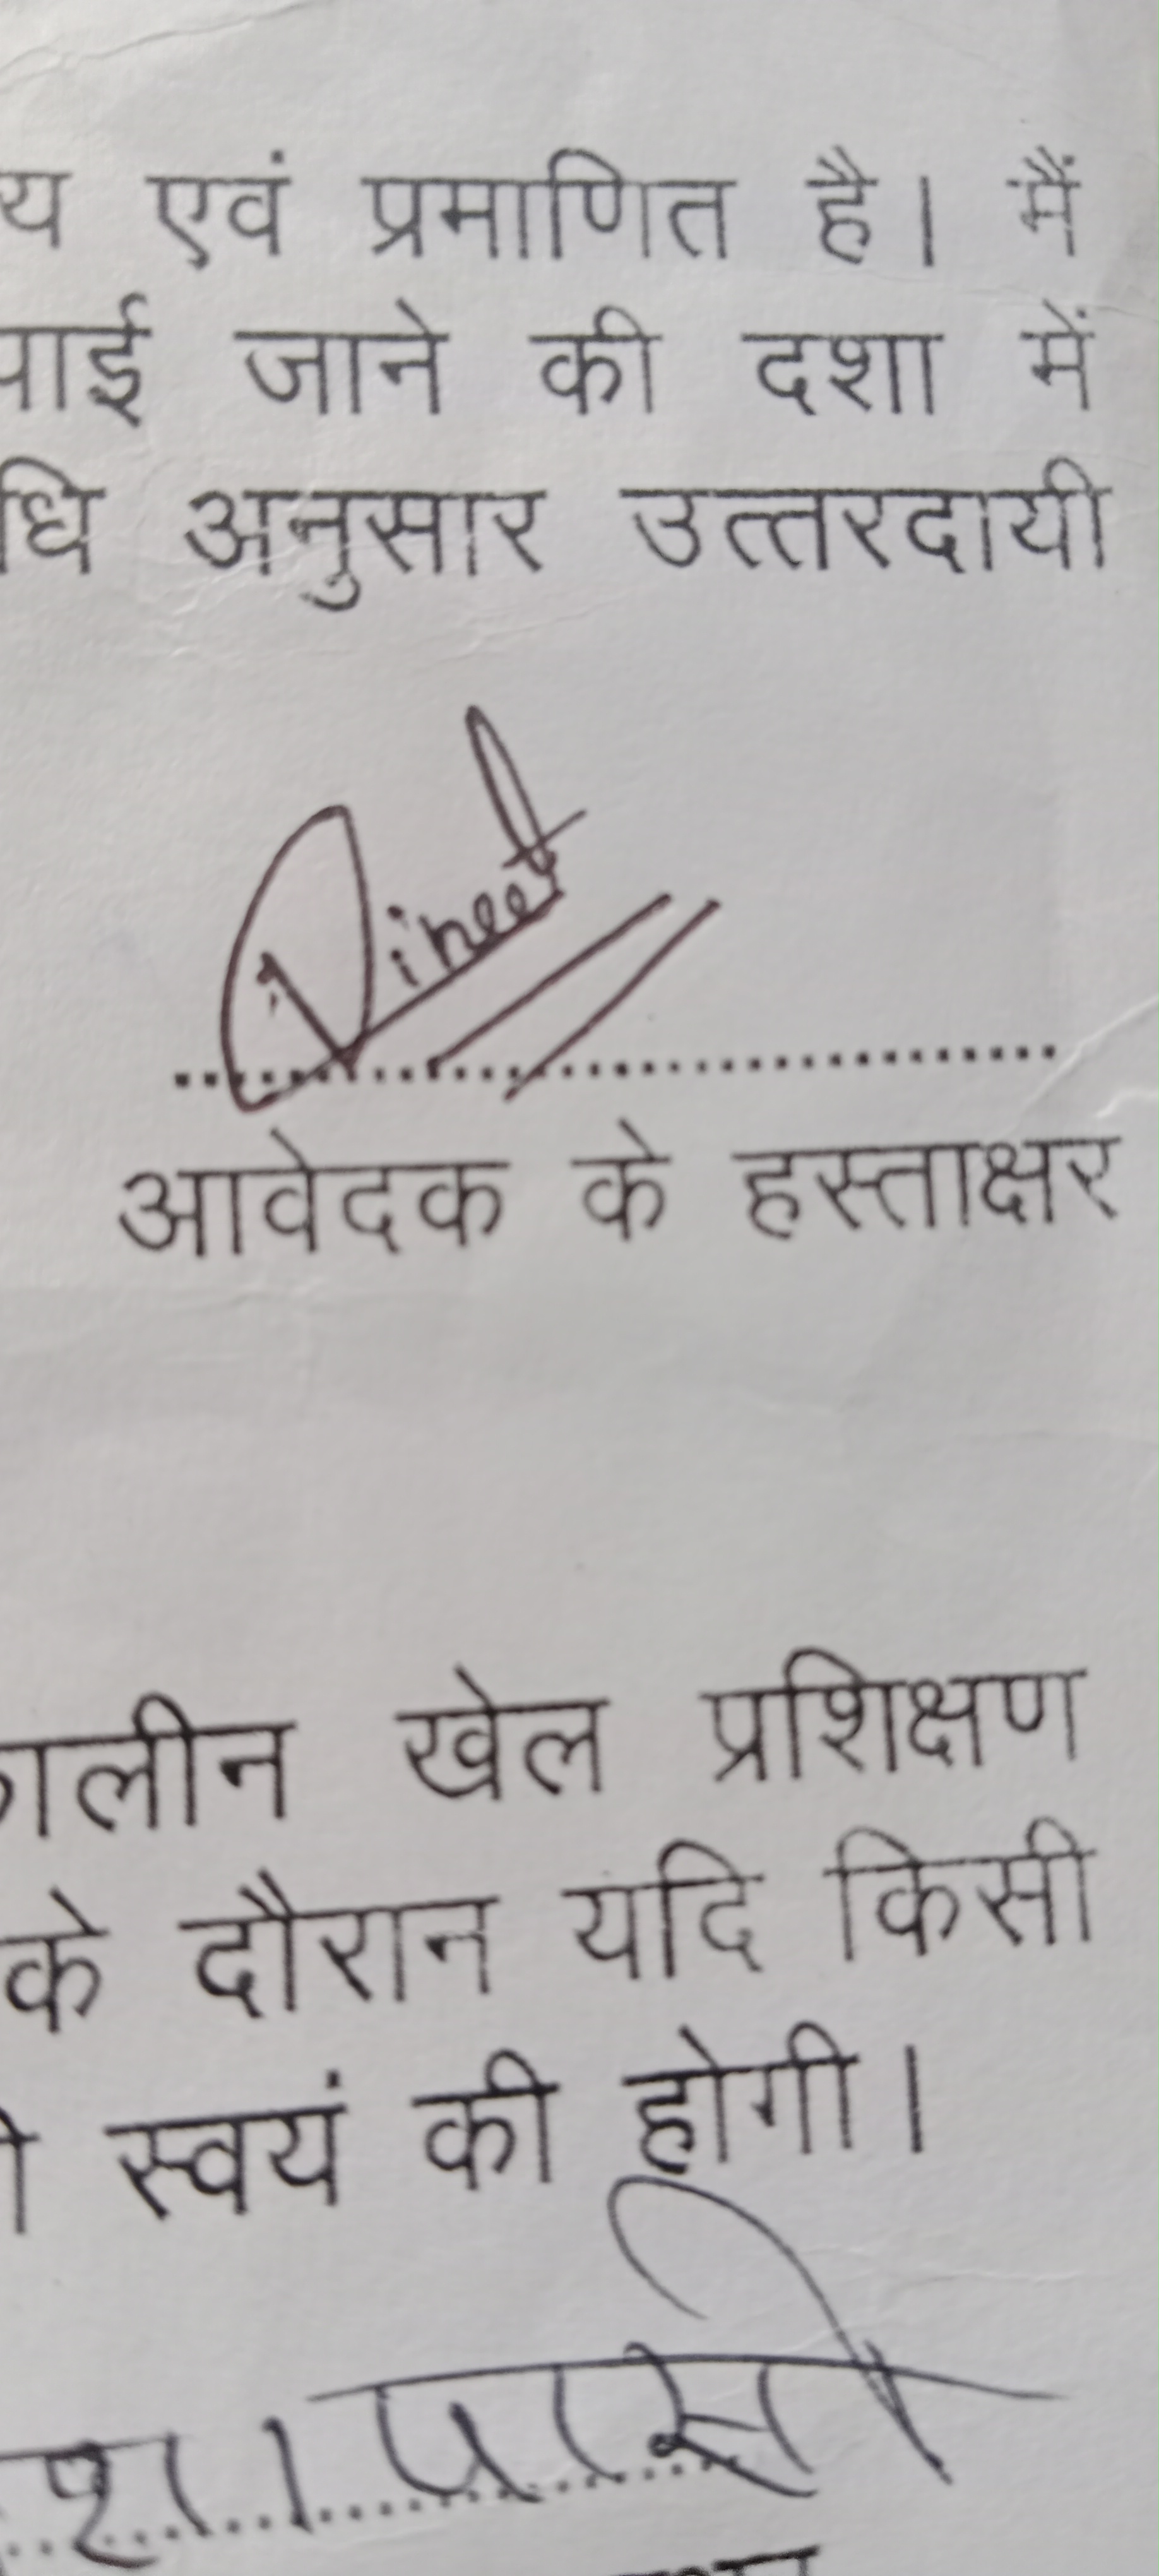 य एवं प्रमाणित है। मैं
पाई जाने की दशा में
धि अनुसार उत्तरदायी
Vineet
आवेदक के हस्ताक्षर
कालीन खेल प्रशिक्षण
के दौरान यदि किसी
ी स्वयं की होगी।
पासी